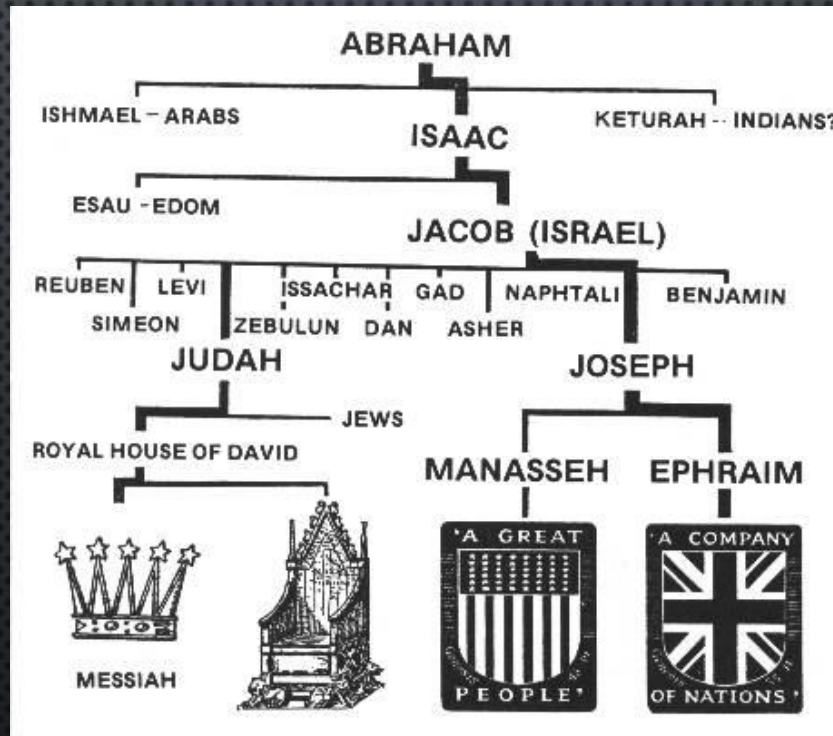 ABRAHAM
ISHMAEL - ARABS
KETURAH -- INDIANS?
ISAAC
ESAU - EDOM
JACOB (ISRAEL)
REUBEN
LEVI
ISSACHAR
GAD
NAPHTALI
BENJAMIN
SIMEON
ZEBULUN
DAN
ASHER
JUDAH
JOSEPH
JEWS
ROYAL HOUSE OF DAVID
MANASSEH
EPHRAIM
'A GREAT
PEOPLE'
'A COMPANY
OF NATIONS'
MESSIAH